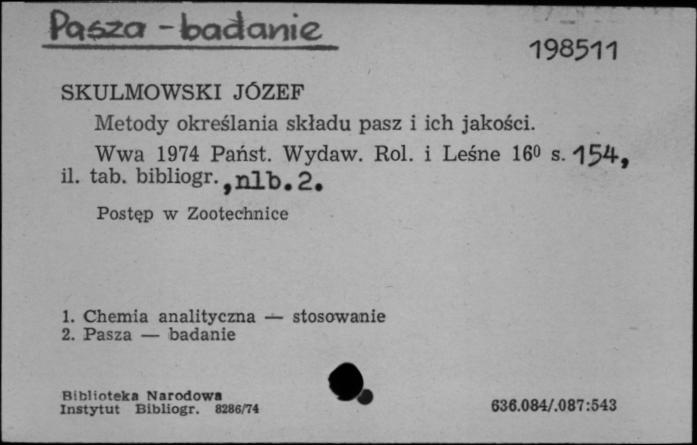 Pasza - badanie
198511
SKULMOWSKI JÓZEF
Metody określania składu pasz i ich jakości.
Wwa 1974 Państ. Wydaw. Rol. i Leśne 16⁰ s. 154,
il. tab. bibliogr., nlb. 2.
Postęp w Zootechnice
1. Chemia analityczna — stosowanie
2. Pasza — badanie
Biblioteka Narodowa
Instytut Bibliogr. 8286/74
636.084/.087:543